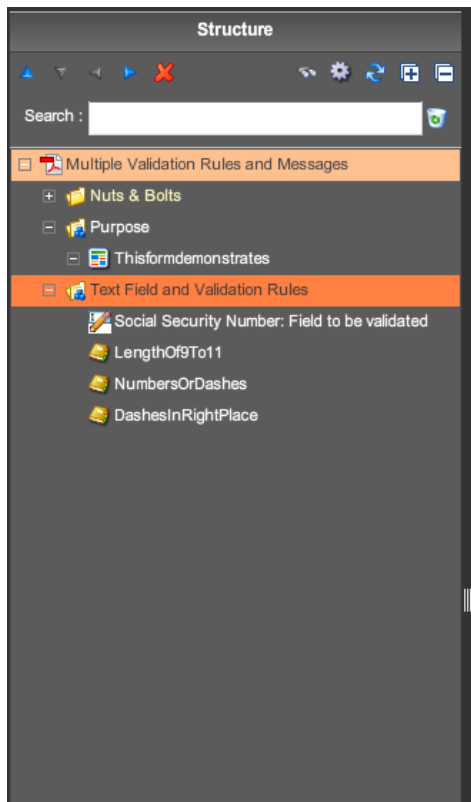 Structure
Search :
Multiple Validation Rules and Messages
Nuts & Bolts
Purpose
Thisformdemonstrates
Text Field and Validation Rules
Social Security Number: Field to be validated
LengthOf9To11
NumbersOrDashes
DashesInRightPlace